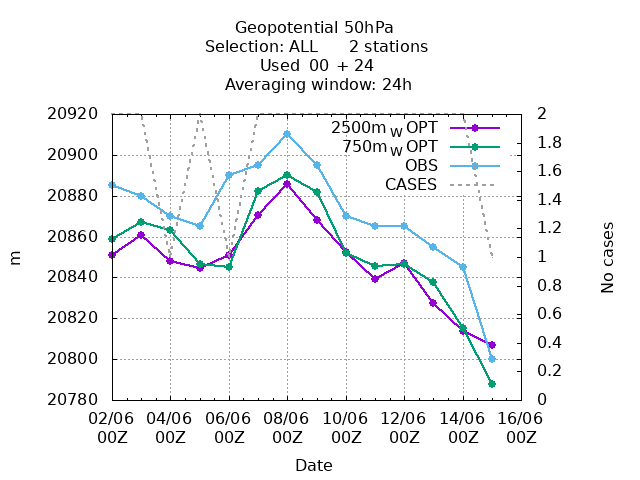 Geopotential 50hPa
Selection: ALL 2 stations
Used 00 + 24
Averaging window: 24h
20920
20900
20880
20860
20840
20820
20800
20780
m
2500m W OPT
750m W OPT
OBS
CASES
2
1.8
1.6
1.4
1.2
1
0.8
0.6
0.4
0.2
0
No cases
02/06 04/06 06/06 08/06 10/06 12/06 14/06 16/06
00Z 00Z 00Z 00Z 00Z 00Z 00Z 00Z
Date